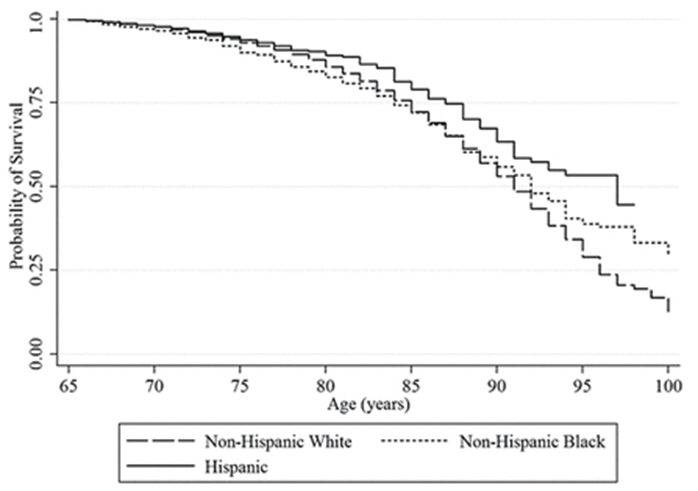 Probability of Survival
1.0
0.75
0.50
0.25
0.00
65 70 75 80 85 90 95 100
Age (years)
Non-Hispanic White
Non-Hispanic Black
Hispanic